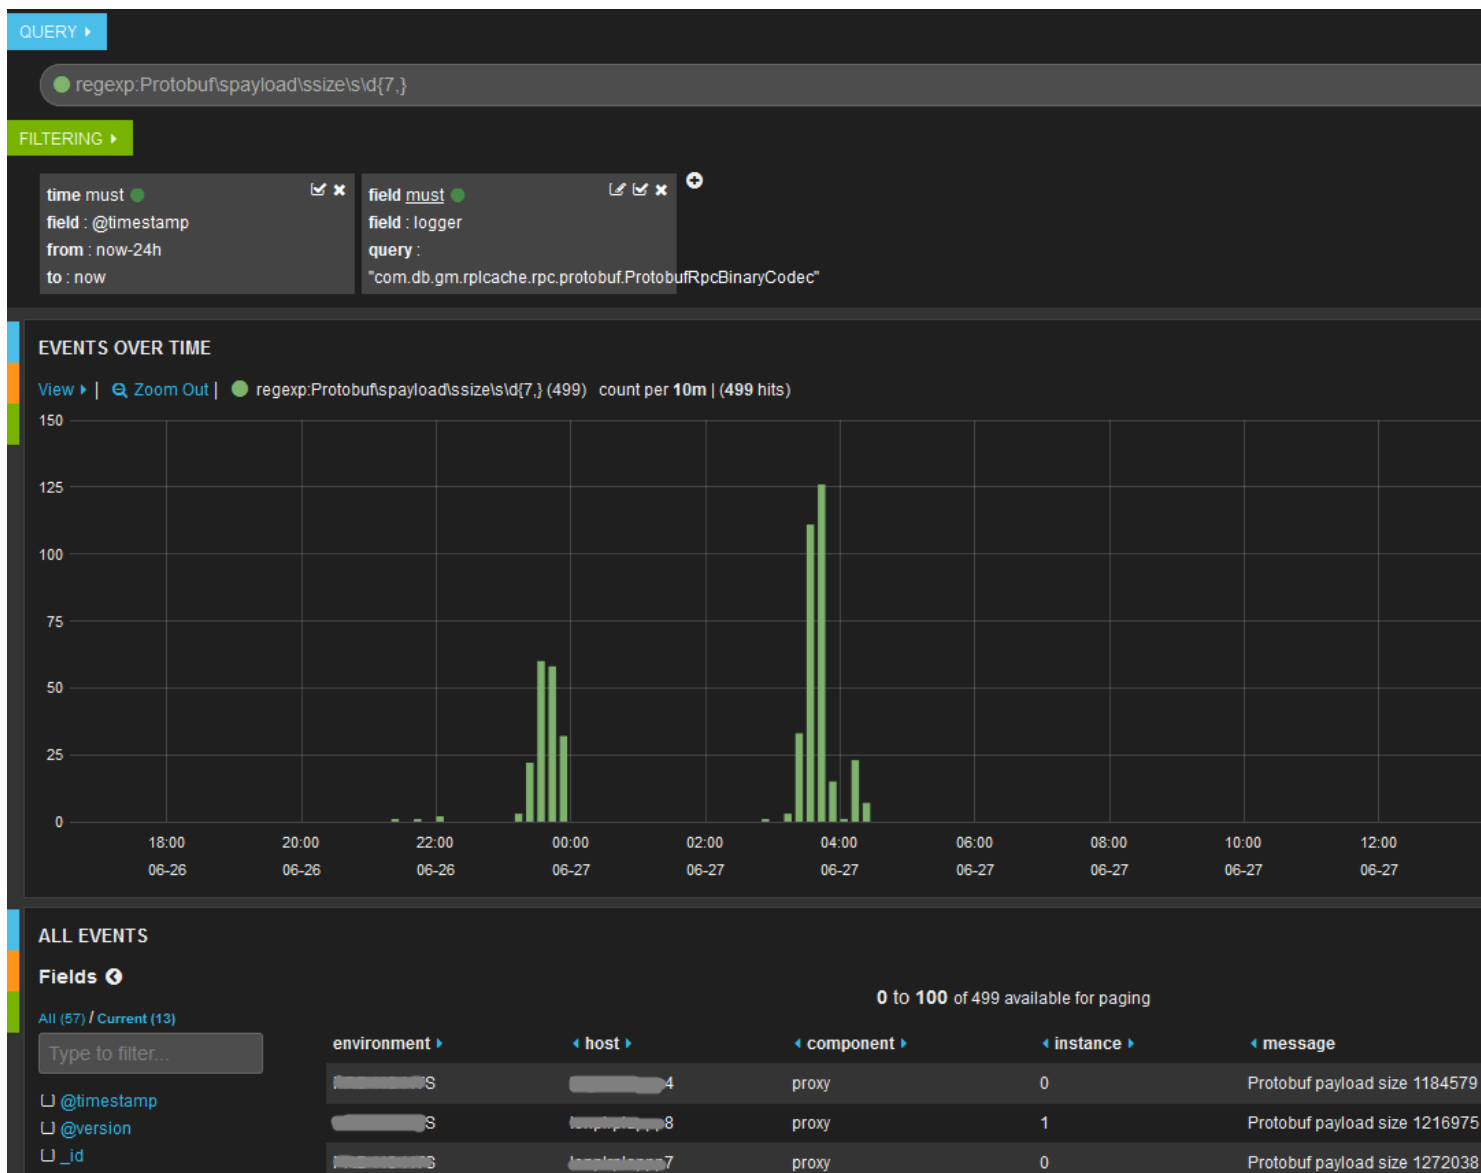 QUERY
regexp:Protobuf\spayload\ssize\s\d{7,}
FILTERING
time must
field : @timestamp
from : now-24h
to : now
field must
field : logger
query :
"com.db.gm.rplcache.rpc.protobuf.ProtobufRpcBinaryCodec"
EVENTS OVER TIME
View | Zoom Out | regexp:Protobuf\spayload\ssize\s\d{7,} (499) count per 10m | (499 hits)
150
125
100
75
50
25
0
18:00 20:00 22:00 00:00 02:00 04:00 06:00 08:00 10:00 12:00
06-26 06-26 06-26 06-27 06-27 06-27 06-27 06-27 06-27 06-27
ALL EVENTS
Fields
0 to 100 of 499 available for paging
All (57) / Current (13)
Type to filter...
@timestamp
@version
_id
environment host component instance message
S 4 proxy 0 Protobuf payload size 1184579
S 8 proxy 1 Protobuf payload size 1216975
S 7 proxy 0 Protobuf payload size 1272038